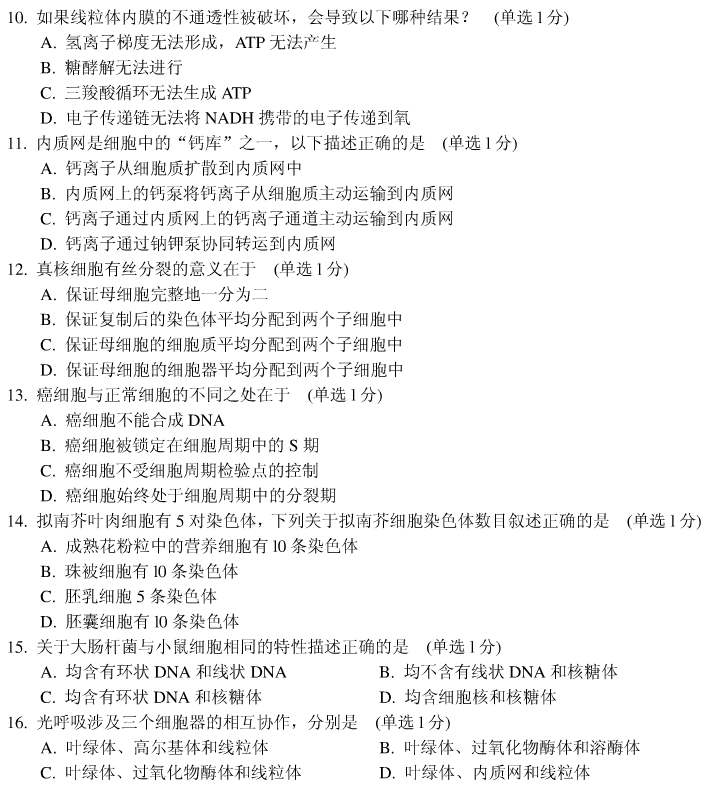 10. 如果线粒体内膜的不通透性被破坏，会导致以下哪种结果？ (单选 1 分)
A. 氢离子梯度无法形成，ATP 无法产生
B. 糖酵解无法进行
C. 三羧酸循环无法生成 ATP
D. 电子传递链无法将 NADH 携带的电子传递到氧
11. 内质网是细胞中的“钙库”之一，以下描述正确的是 (单选 1 分)
A. 钙离子从细胞质扩散到内质网中
B. 内质网上的钙泵将钙离子从细胞质主动运输到内质网
C. 钙离子通过内质网上的钙离子通道主动运输到内质网
D. 钙离子通过钠钾泵协同转运到内质网
12. 真核细胞有丝分裂的意义在于 (单选 1 分)
A. 保证母细胞完整地一分为二
B. 保证复制后的染色体平均分配到两个子细胞中
C. 保证母细胞的细胞质平均分配到两个子细胞中
D. 保证母细胞的细胞器平均分配到两个子细胞中
13. 癌细胞与正常细胞的不同之处在于 (单选 1 分)
A. 癌细胞不能合成 DNA
B. 癌细胞被锁定在细胞周期中的 S 期
C. 癌细胞不受细胞周期检验点的控制
D. 癌细胞始终处于细胞周期中的分裂期
14. 拟南芥叶肉细胞有 5 对染色体，下列关于拟南芥细胞染色体数目叙述正确的是 (单选 1 分)
A. 成熟花粉粒中的营养细胞有 10 条染色体
B. 珠被细胞有 10 条染色体
C. 胚乳细胞 5 条染色体
D. 胚囊细胞有 10 条染色体
15. 关于大肠杆菌与小鼠细胞相同的特性描述正确的是 (单选 1 分)
A. 均含有环状 DNA 和线状 DNA B. 均不含有线状 DNA 和核糖体
C. 均含有环状 DNA 和核糖体 D. 均含细胞核和核糖体
16. 光呼吸涉及三个细胞器的相互协作，分别是 (单选 1 分)
A. 叶绿体、高尔基体和线粒体 B. 叶绿体、过氧化物酶体和溶酶体
C. 叶绿体、过氧化物酶体和线粒体 D. 叶绿体、内质网和线粒体